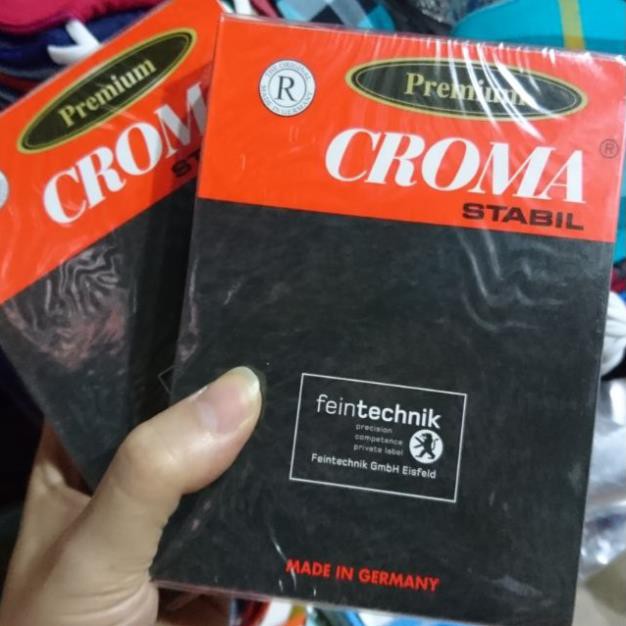 Premium
CROM
ST
R
Premium
CROMA
®
STABIL
feintechnik
precision
competence
private label
Feintechnik GmbH Eisfeld
MADE IN GERMANY